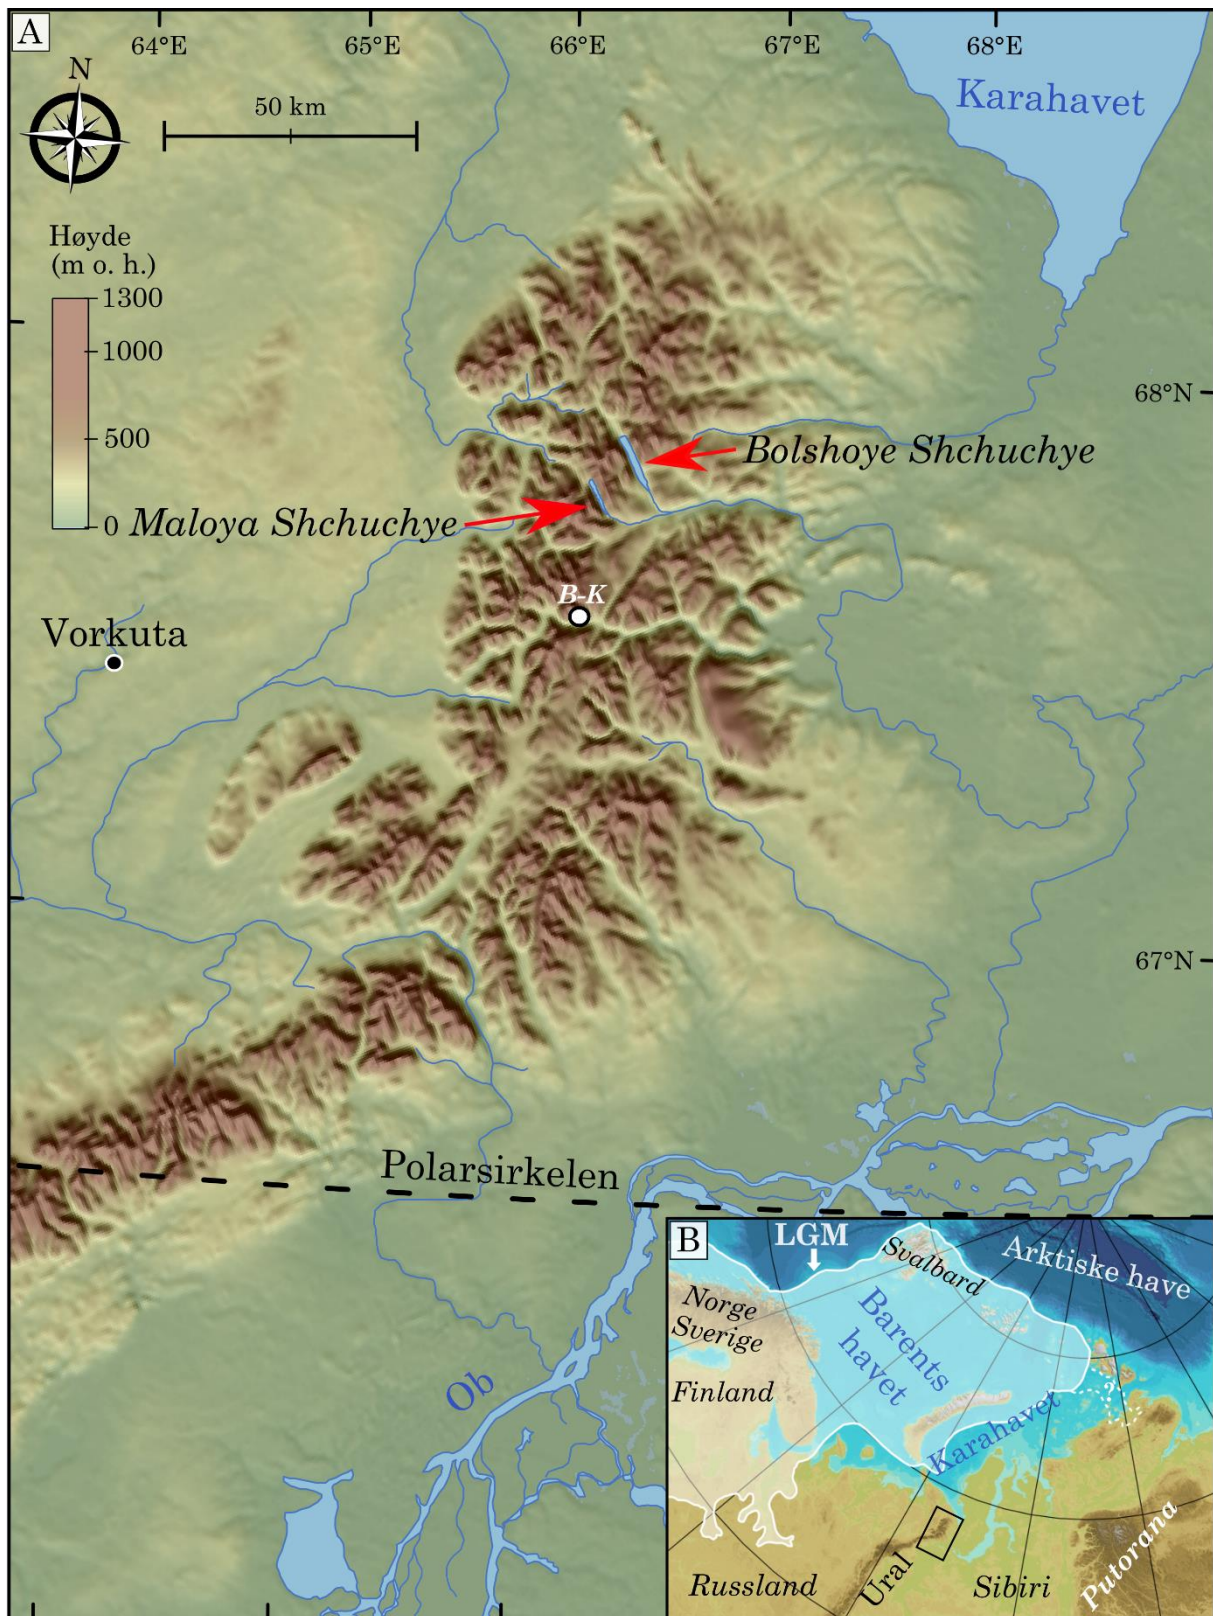 A
64°E
65°E
66°E
67°E
68°E
N
50 km
Karahavet
Høyde
(m o. h.)
1300
1000
500
0
68°N
Bolshoye Shchuchye
Maloya Shchuchye
B-K
Vorkuta
67°N
Polarsirkelen
Ob
B
LGM
Svalbard
Arktiske have
Norge
Sverige
Barents
havet
Finland
Karahavet
Ural
Russland
Sibiri
Putorana